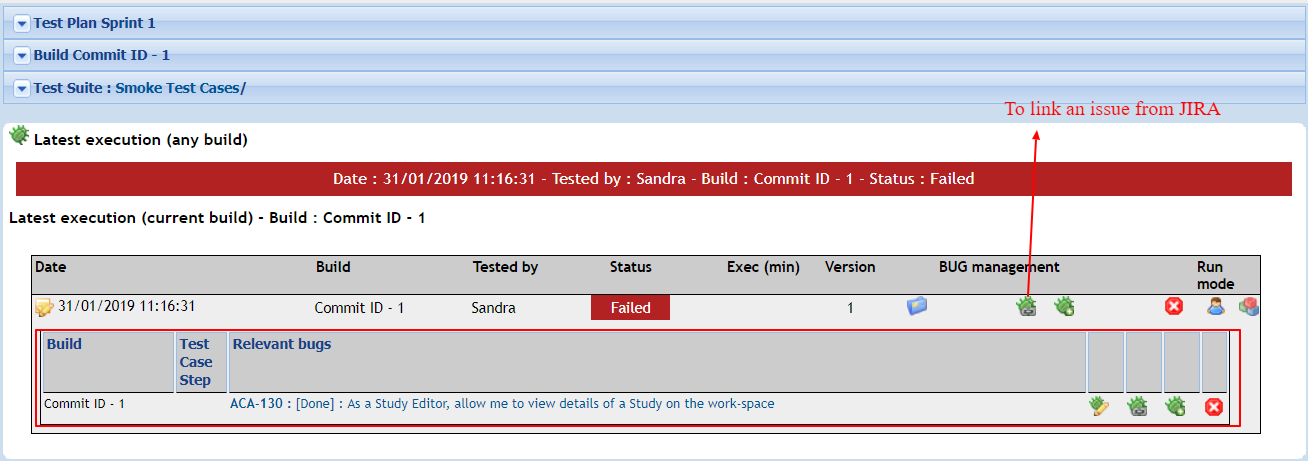 Test Plan Sprint 1
Build Commit ID - 1
Test Suite : Smoke Test Cases/
To link an issue from JIRA
Latest execution (any build)
Date : 31/01/2019 11:16:31 - Tested by : Sandra - Build : Commit ID - 1 - Status : Failed
Latest execution (current build) - Build : Commit ID - 1
Date Build Tested by Status Exec (min) Version BUG management Run mode
31/01/2019 11:16:31 Commit ID - 1 Sandra Failed 1
Build Test Case Step Relevant bugs
Commit ID - 1 ACA-130 : [Done] : As a Study Editor, allow me to view details of a Study on the work-space